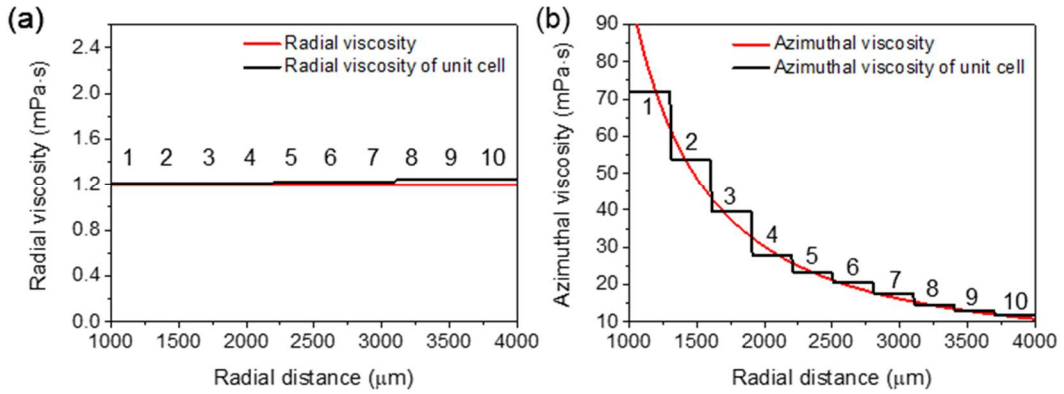 (a)
Radial viscosity (mPa·s)
2.4
1.8
1.2
0.6
0.0
Radial viscosity
Radial viscosity of unit cell
1 2 3 4 5 6 7 8 9 10
1000 1500 2000 2500 3000 3500 4000
Radial distance (μm)
(b)
Azimuthal viscosity (mPa·s)
90
80
70
60
50
40
30
20
10
Azimuthal viscosity
Azimuthal viscosity of unit cell
1
2
3
4
5
6
7
8
9
10
1000 1500 2000 2500 3000 3500 4000
Radial distance (μm)